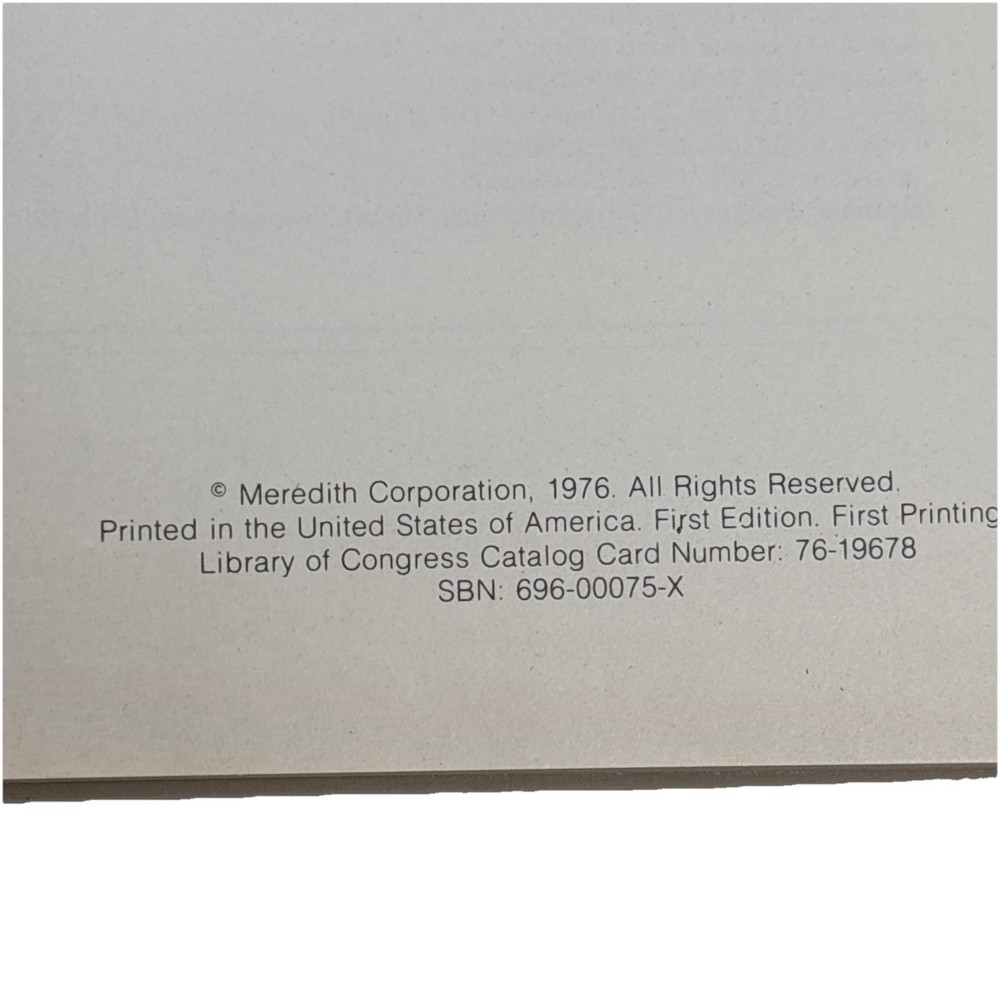 © Meredith Corporation, 1976. All Rights Reserved.
Printed in the United States of America. First Edition. First Printing
Library of Congress Catalog Card Number: 76-19678
SBN: 696-00075-X